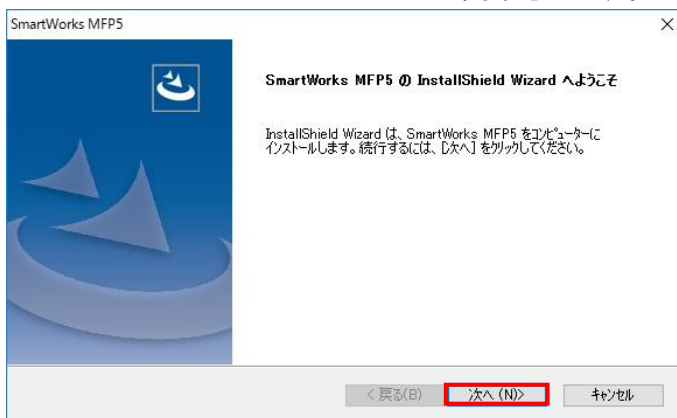 SmartWorks MFP5
SmartWorks MFP5 の InstallShield Wizard へようこそ
InstallShield Wizard は、SmartWorks MFP5 をコンピューターに
インストールします。続行するには、[次へ] をクリックしてください。
< 戻る(B) 次へ (N)> キャンセル